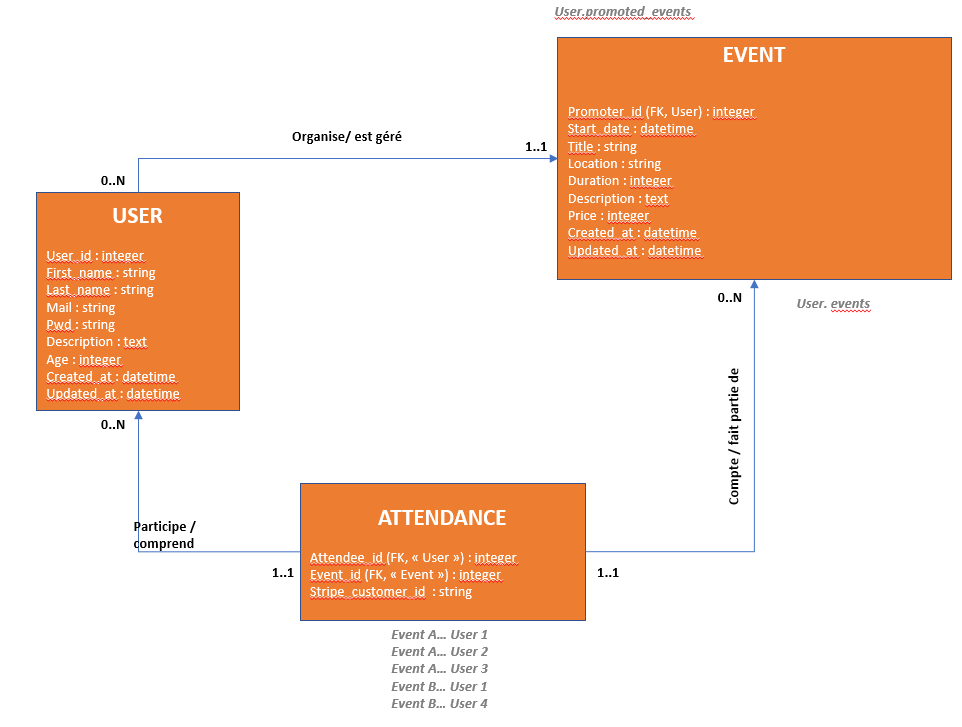 User.promoted_events
EVENT
Promoter_id (FK, User) : integer
Start_date : datetime
Title : string
Location : string
Duration : integer
Description : text
Price : integer
Created_at : datetime
Updated_at : datetime
Organise/ est géré
1..1
0..N
USER
User_id : integer
First_name : string
Last_name : string
Mail : string
Pwd : string
Description : text
Age : integer
Created_at : datetime
Updated_at : datetime
0..N
User. events
0..N
Compte / fait partie de
Participe /
comprend
1..1
ATTENDANCE
Attendee_id (FK, « User ») : integer
Event_id (FK, « Event ») : integer
Stripe_customer_id : string
1..1
Event A... User 1
Event A... User 2
Event A... User 3
Event B... User 1
Event B... User 4